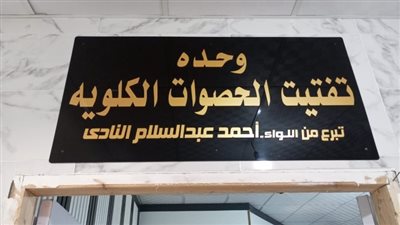 وحده
تفتيت الحصوات الكلويه
تبرع من اللواء.أحمد عبدالسلام النادى